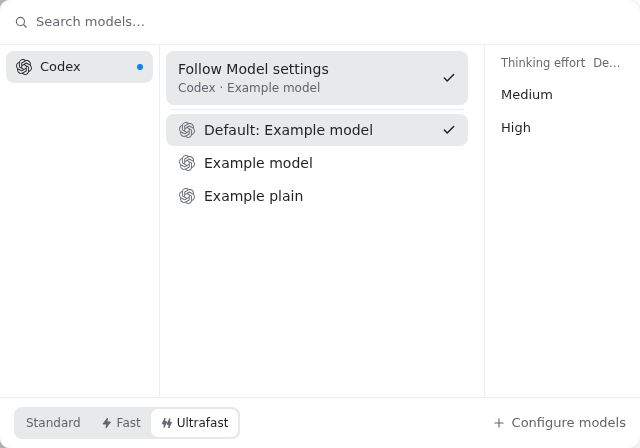 Search models...
Codex
Follow Model settings
Codex · Example model
Default: Example model
Example model
Example plain
Thinking effort De...
Medium
High
Standard
Fast
Ultrafast
Configure models